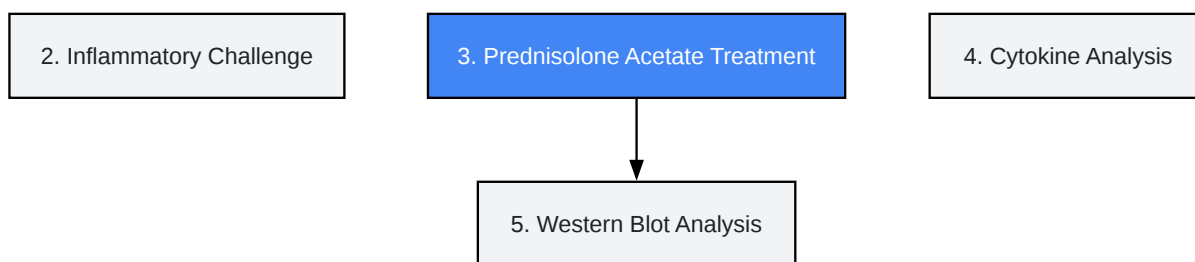 2. Inflammatory Challenge
3. Prednisolone Acetate Treatment
4. Cytokine Analysis
5. Western Blot Analysis